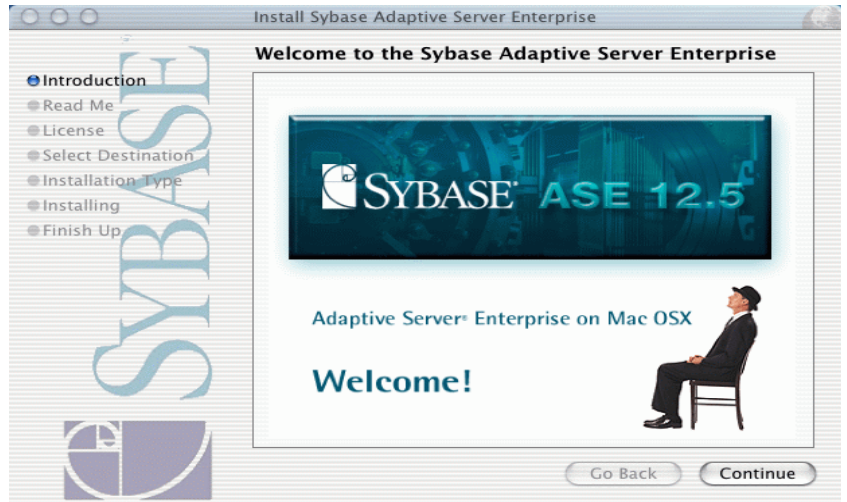 Install Sybase Adaptive Server Enterprise
Welcome to the Sybase Adaptive Server Enterprise
Introduction
Read Me
License
Select Destination
Installation Type
Installing
Finish Up
SYBASE
SYBASE® ASE 12.5
Adaptive Server® Enterprise on Mac OSX
Welcome!
Go Back
Continue